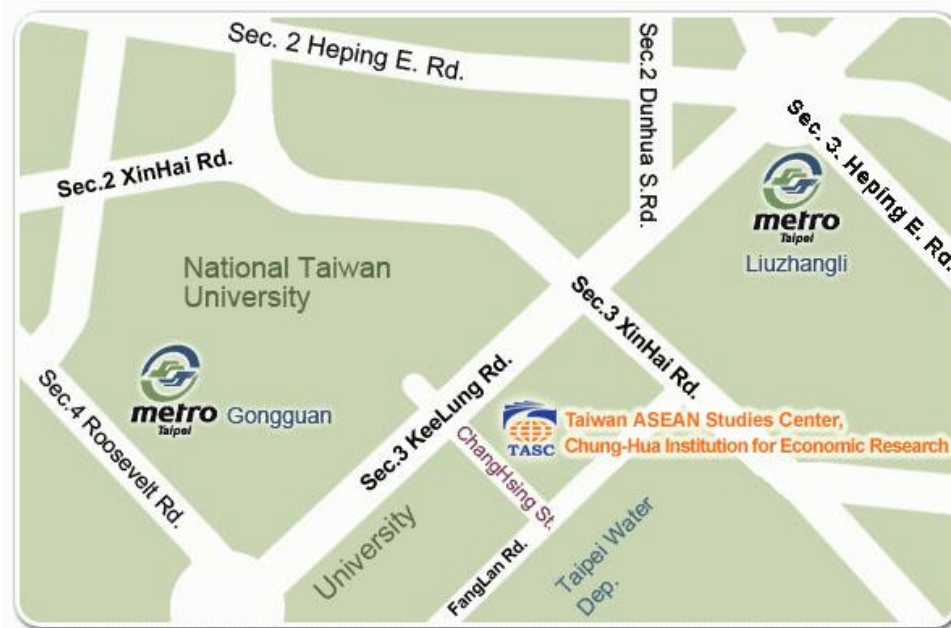 Sec. 2 Heping E. Rd.
Sec.2 Dunhua S.Rd.
Sec. 3. Heping E. Rd.
Sec.2 XinHai Rd.
metro
Taipei
Liuzhangli
National Taiwan
University
Sec.3 XinHai Rd.
metro
Taipei
Gongguan
Sec.4 Roosevelt Rd.
Sec.3 KeeLung Rd.
ChangHsing St.
TASC
Taiwan ASEAN Studies Center,
Chung-Hua Institution for Economic Research
University
FangLan Rd.
Taipei Water
Dep.